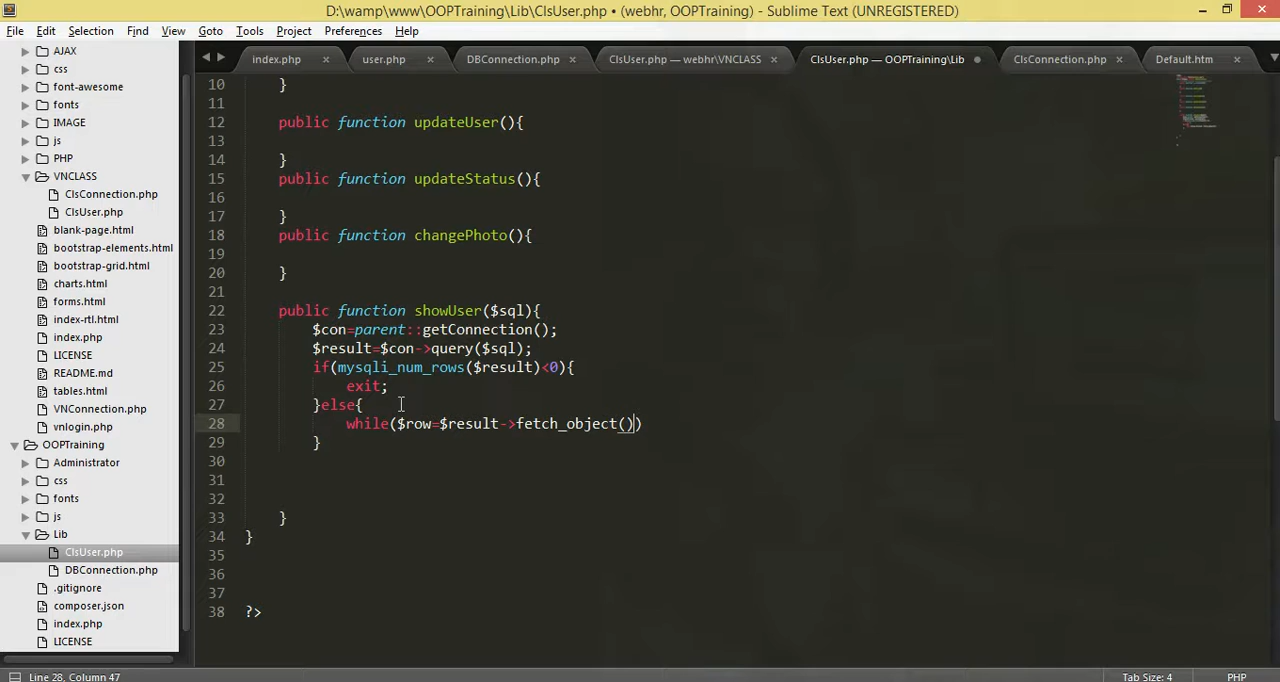 D:\wamp\www\OOPTraining\Lib\ClsUser.php • (webhr, OOPTraining) - Sublime Text (UNREGISTERED)
File Edit Selection Find View Goto Tools Project Preferences Help
index.php × user.php × DBConnection.php × ClsUser.php — webhr\VNCLASS × ClsUser.php — OOPTraining\Lib ClsConnection.php × Default.htm ×
AJAX
css
font-awesome
fonts
IMAGE
js
PHP
VNCLASS
ClsConnection.php
ClsUser.php
blank-page.html
bootstrap-elements.html
bootstrap-grid.html
charts.html
forms.html
index-rtl.html
index.php
LICENSE
README.md
tables.html
VNConnection.php
vnlogin.php
OOPTraining
Administrator
css
fonts
js
Lib
ClsUser.php
DBConnection.php
.gitignore
composer.json
index.php
LICENSE
10 }
11
12 public function updateUser(){
13
14 }
15 public function updateStatus(){
16
17 }
18 public function changePhoto(){
19
20 }
21
22 public function showUser($sql){
23 $con=parent::getConnection();
24 $result=$con->query($sql);
25 if(mysqli_num_rows($result)<0){
26 exit;
27 }else{
28 while($row=$result->fetch_object())
29 }
30
31
32
33 }
34 }
35
36
37
38 ?>
Line 28, Column 47 Tab Size: 4 PHP